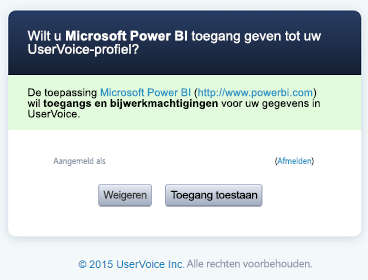 Wilt u Microsoft Power BI toegang geven tot uw
UserVoice-profiel?
De toepassing Microsoft Power BI (http://www.powerbi.com)
wil toegangs en bijwerkmachtigingen voor uw gegevens in
UserVoice.
Aangemeld als (Afmelden)
Weigeren Toegang toestaan
© 2015 UserVoice Inc. Alle rechten voorbehouden.